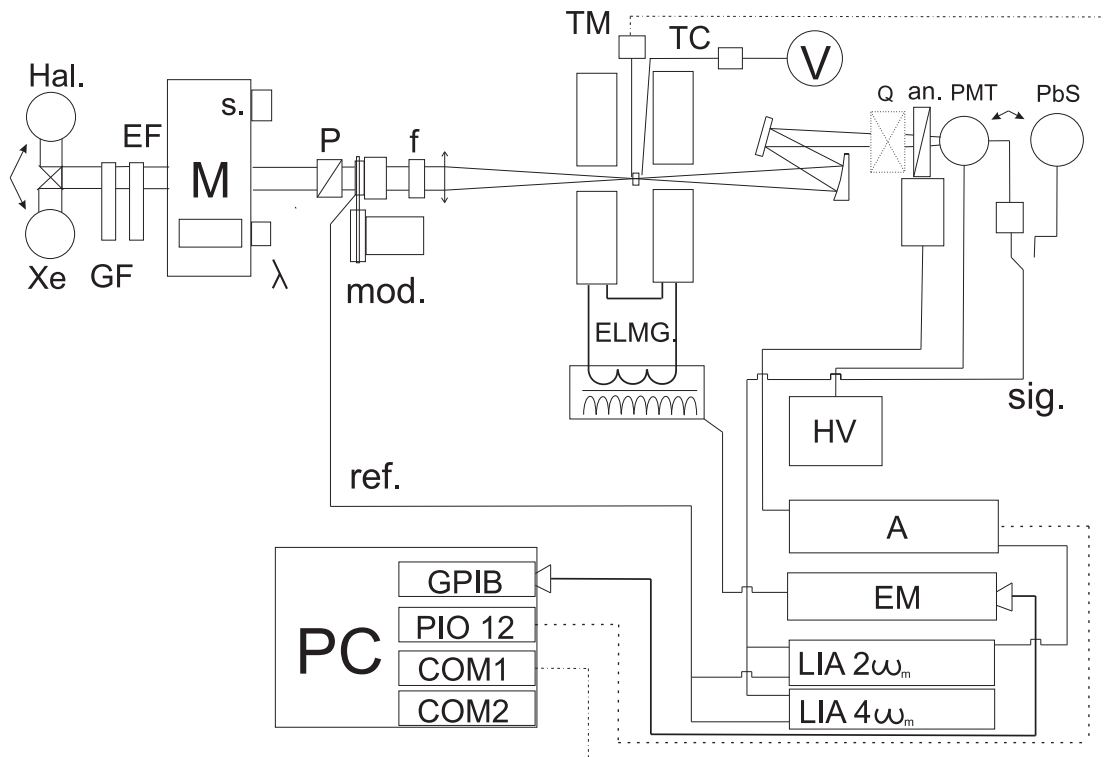 TM
TC
V
Hal.
s.
EF
P
f
Q
an.
PMT
PbS
M
Xe
GF
λ
mod.
ELMG.
sig.
HV
ref.
A
GPIB
EM
PC
PIO 12
COM1
LIA 2ωm
COM2
LIA 4ωm